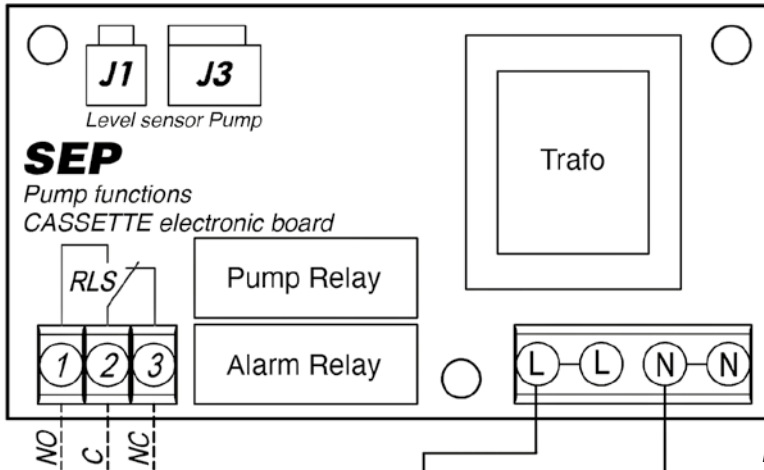 J1 J3
Level sensor Pump
SEP
Pump functions
CASSETTE electronic board
Trafo
RLS
Pump Relay
Alarm Relay
1 2 3
L L N N
NO C NC